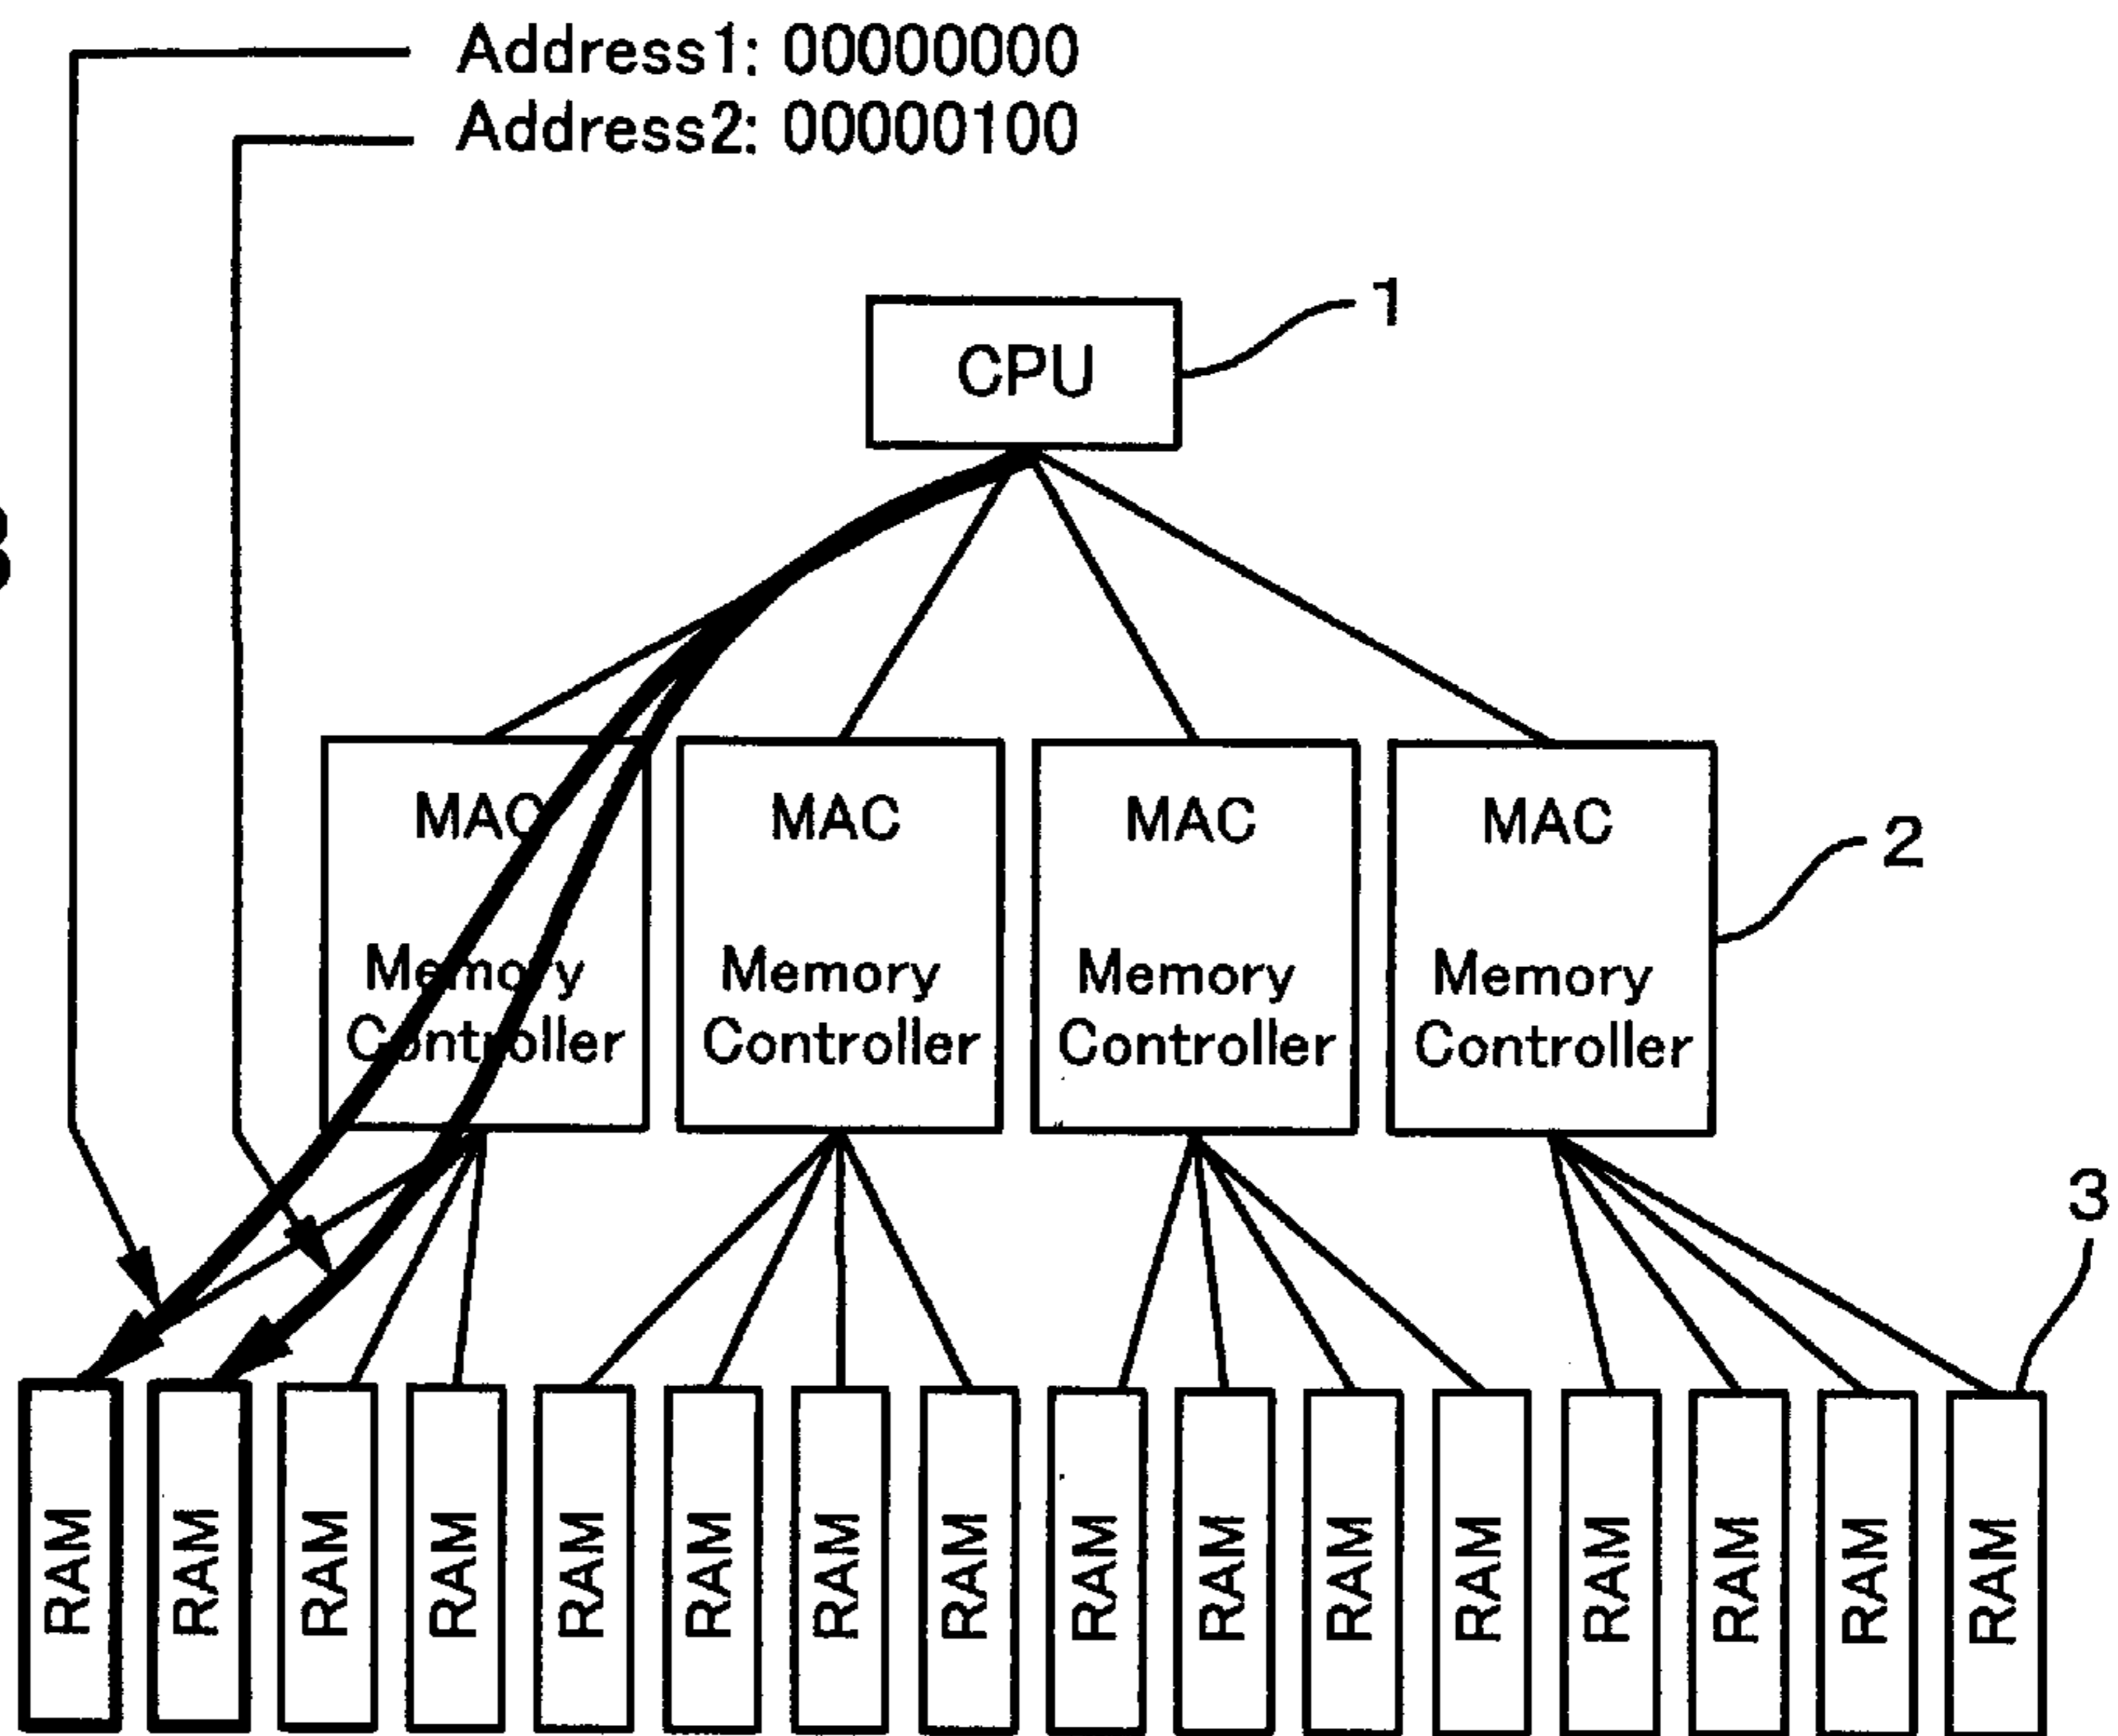 Address1: 00000000
Address2: 00000100
1
CPU
MAC MAC MAC MAC
2
Memory Controller Memory Controller Memory Controller Memory Controller
3
RAM RAM RAM RAM RAM RAM RAM RAM RAM RAM RAM RAM RAM RAM RAM RAM